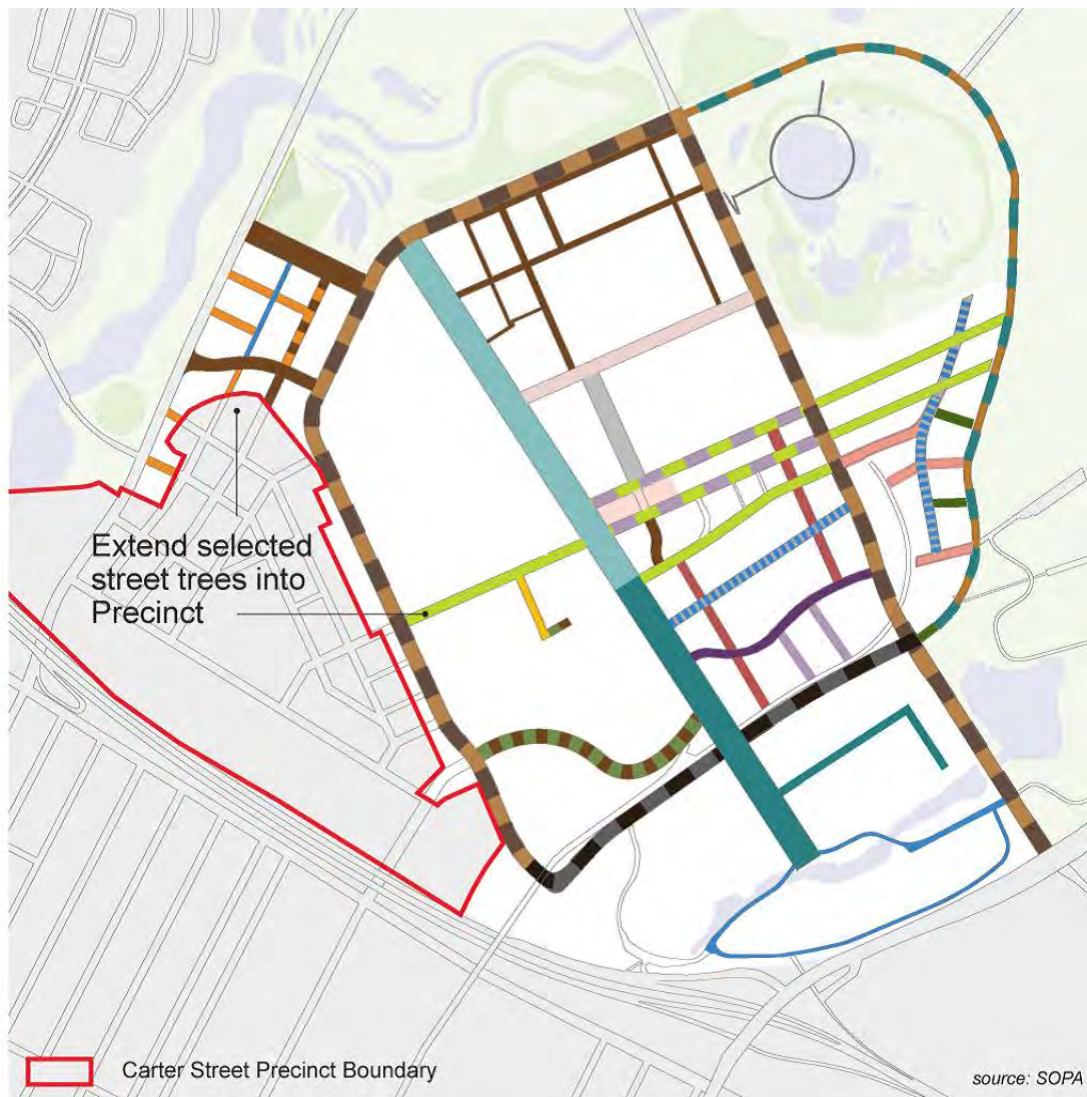 Extend selected
street trees into
Precinct
Carter Street Precinct Boundary
source: SOPA